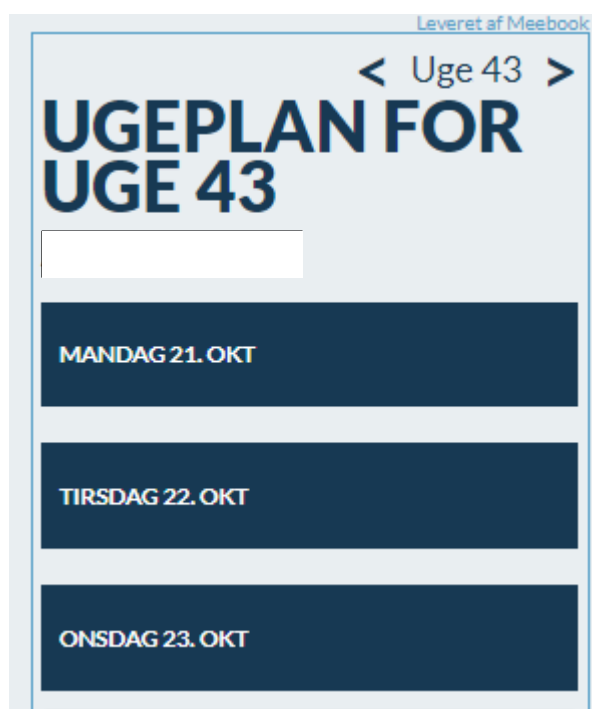 Leveret af Meebook
< Uge 43 >
UGEPLAN FOR
UGE 43
MANDAG 21. OKT
TIRSDAG 22. OKT
ONSDAG 23. OKT